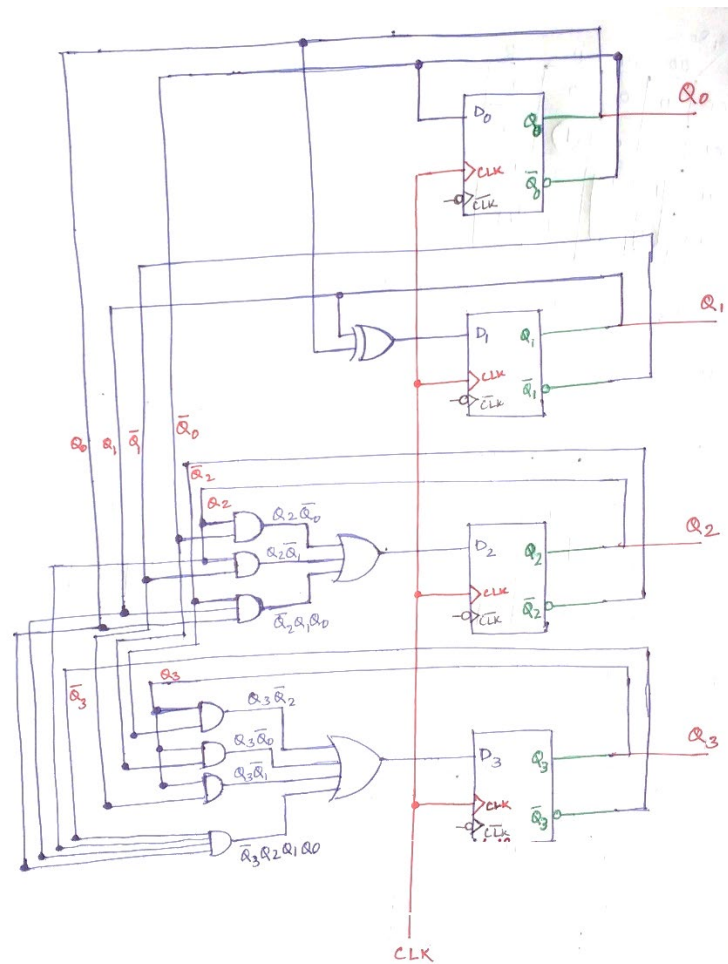 D0 Q0 Q0
CLK Q̅0
C̅L̅K̅
D1 Q1 Q1
CLK Q̅1
C̅L̅K̅
Q0 Q1 Q̅1 Q̅0
Q̅2
Q2 Q2Q̅0
D2 Q2 Q2
Q2Q̅1
CLK Q̅2
Q̅2Q1Q0
C̅L̅K̅
Q̅3 Q3
Q3Q̅2
D3 Q3 Q3
Q3Q̅0
Q3Q̅1
CLK Q̅3
C̅L̅K̅
Q̅3Q2Q1Q0
CLK